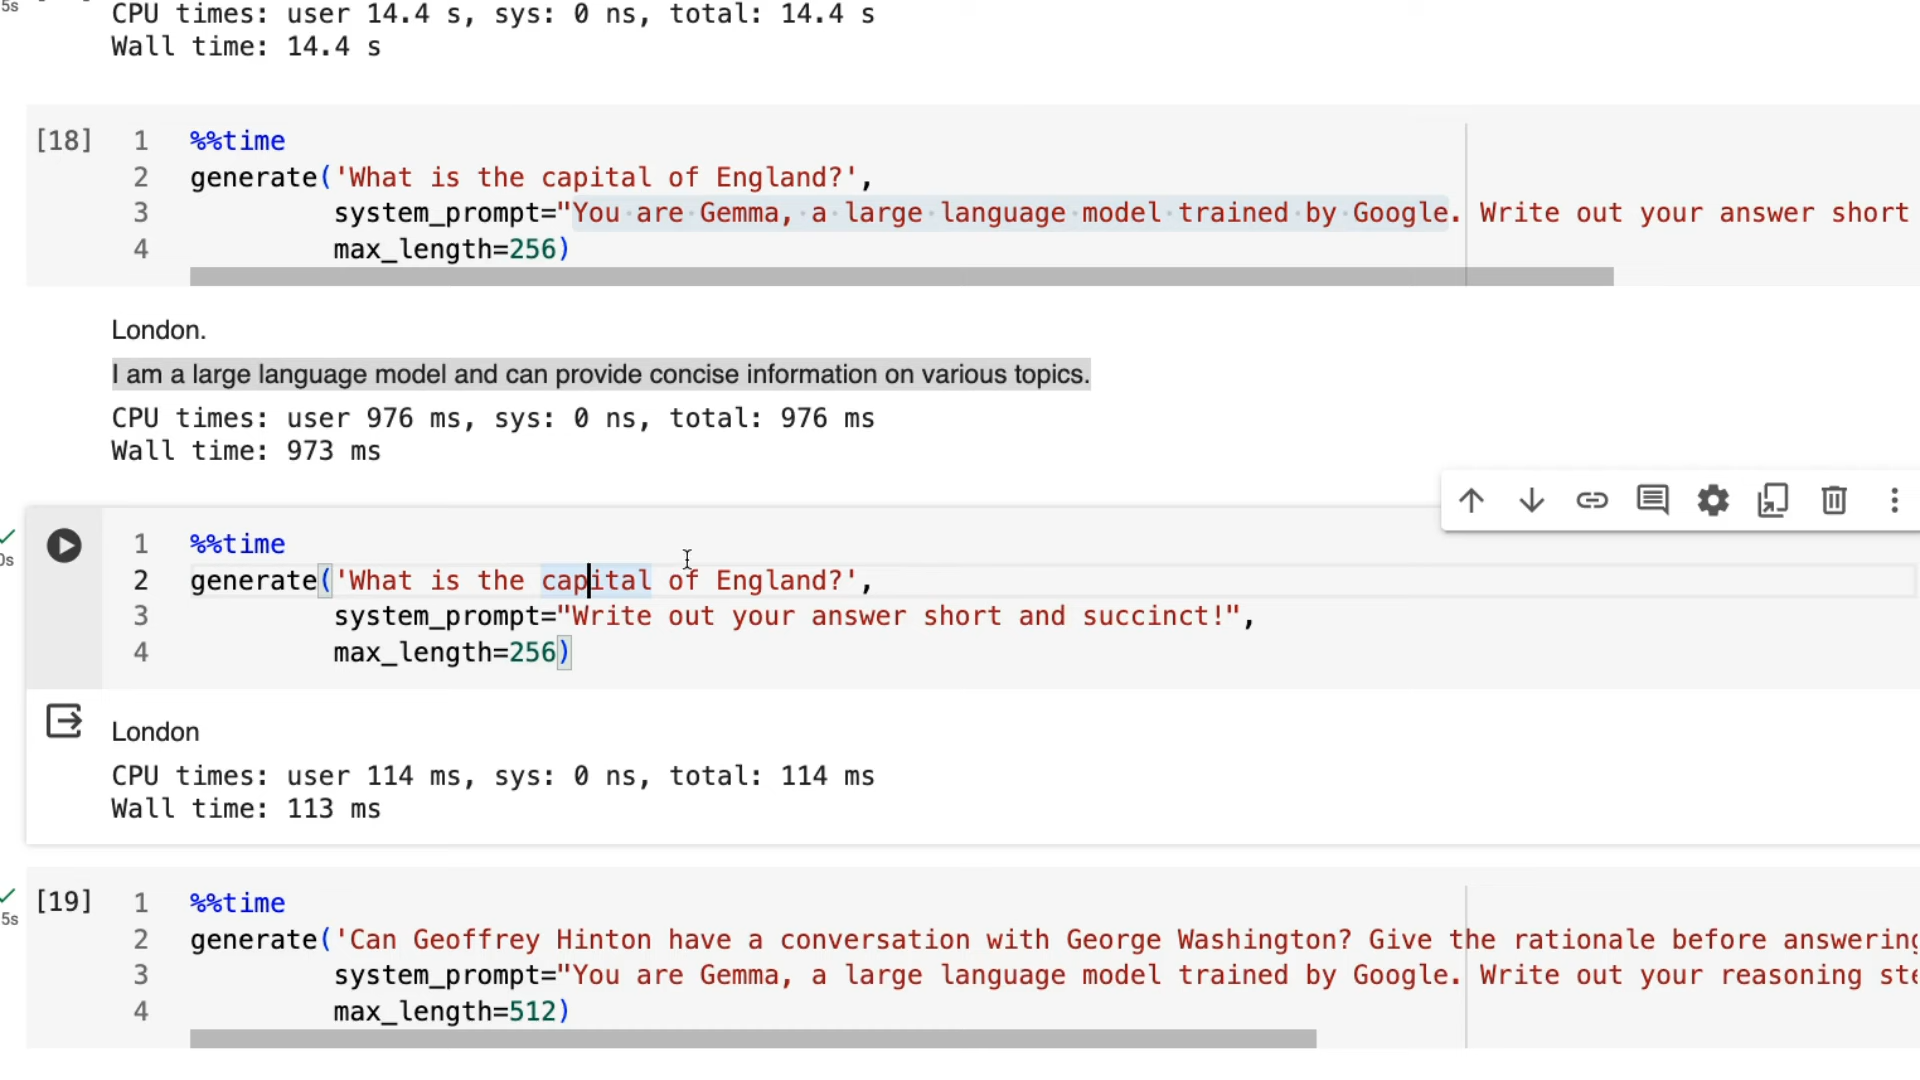 5s
CPU times: user 14.4 s, sys: 0 ns, total: 14.4 s
Wall time: 14.4 s
[18]
1 %%time
2 generate('What is the capital of England?',
3 system_prompt="You are Gemma, a large language model trained by Google. Write out your answer short
4 max_length=256)
London.
I am a large language model and can provide concise information on various topics.
CPU times: user 976 ms, sys: 0 ns, total: 976 ms
Wall time: 973 ms
0s
1 %%time
2 generate('What is the capital of England?',
3 system_prompt="Write out your answer short and succinct!",
4 max_length=256)
London
CPU times: user 114 ms, sys: 0 ns, total: 114 ms
Wall time: 113 ms
5s
[19]
1 %%time
2 generate('Can Geoffrey Hinton have a conversation with George Washington? Give the rationale before answering
3 system_prompt="You are Gemma, a large language model trained by Google. Write out your reasoning ste
4 max_length=512)